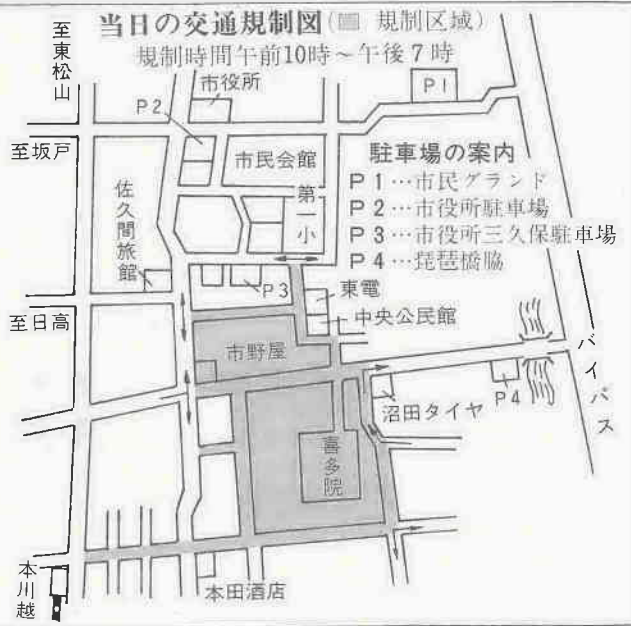 当日の交通規制図(▤ 規制区域)
規制時間午前10時~午後7時
至東松山
市役所
P1
P2
至坂戸
市民会館
駐車場の案内
P1…市民グランド
P2…市役所駐車場
P3…市役所三久保駐車場
P4…琵琶橋脇
第一小
佐久間旅館
P3
東電
中央公民館
至日高
市野屋
バイパス
P4
沼田タイヤ
喜多院
本川越
本田酒店